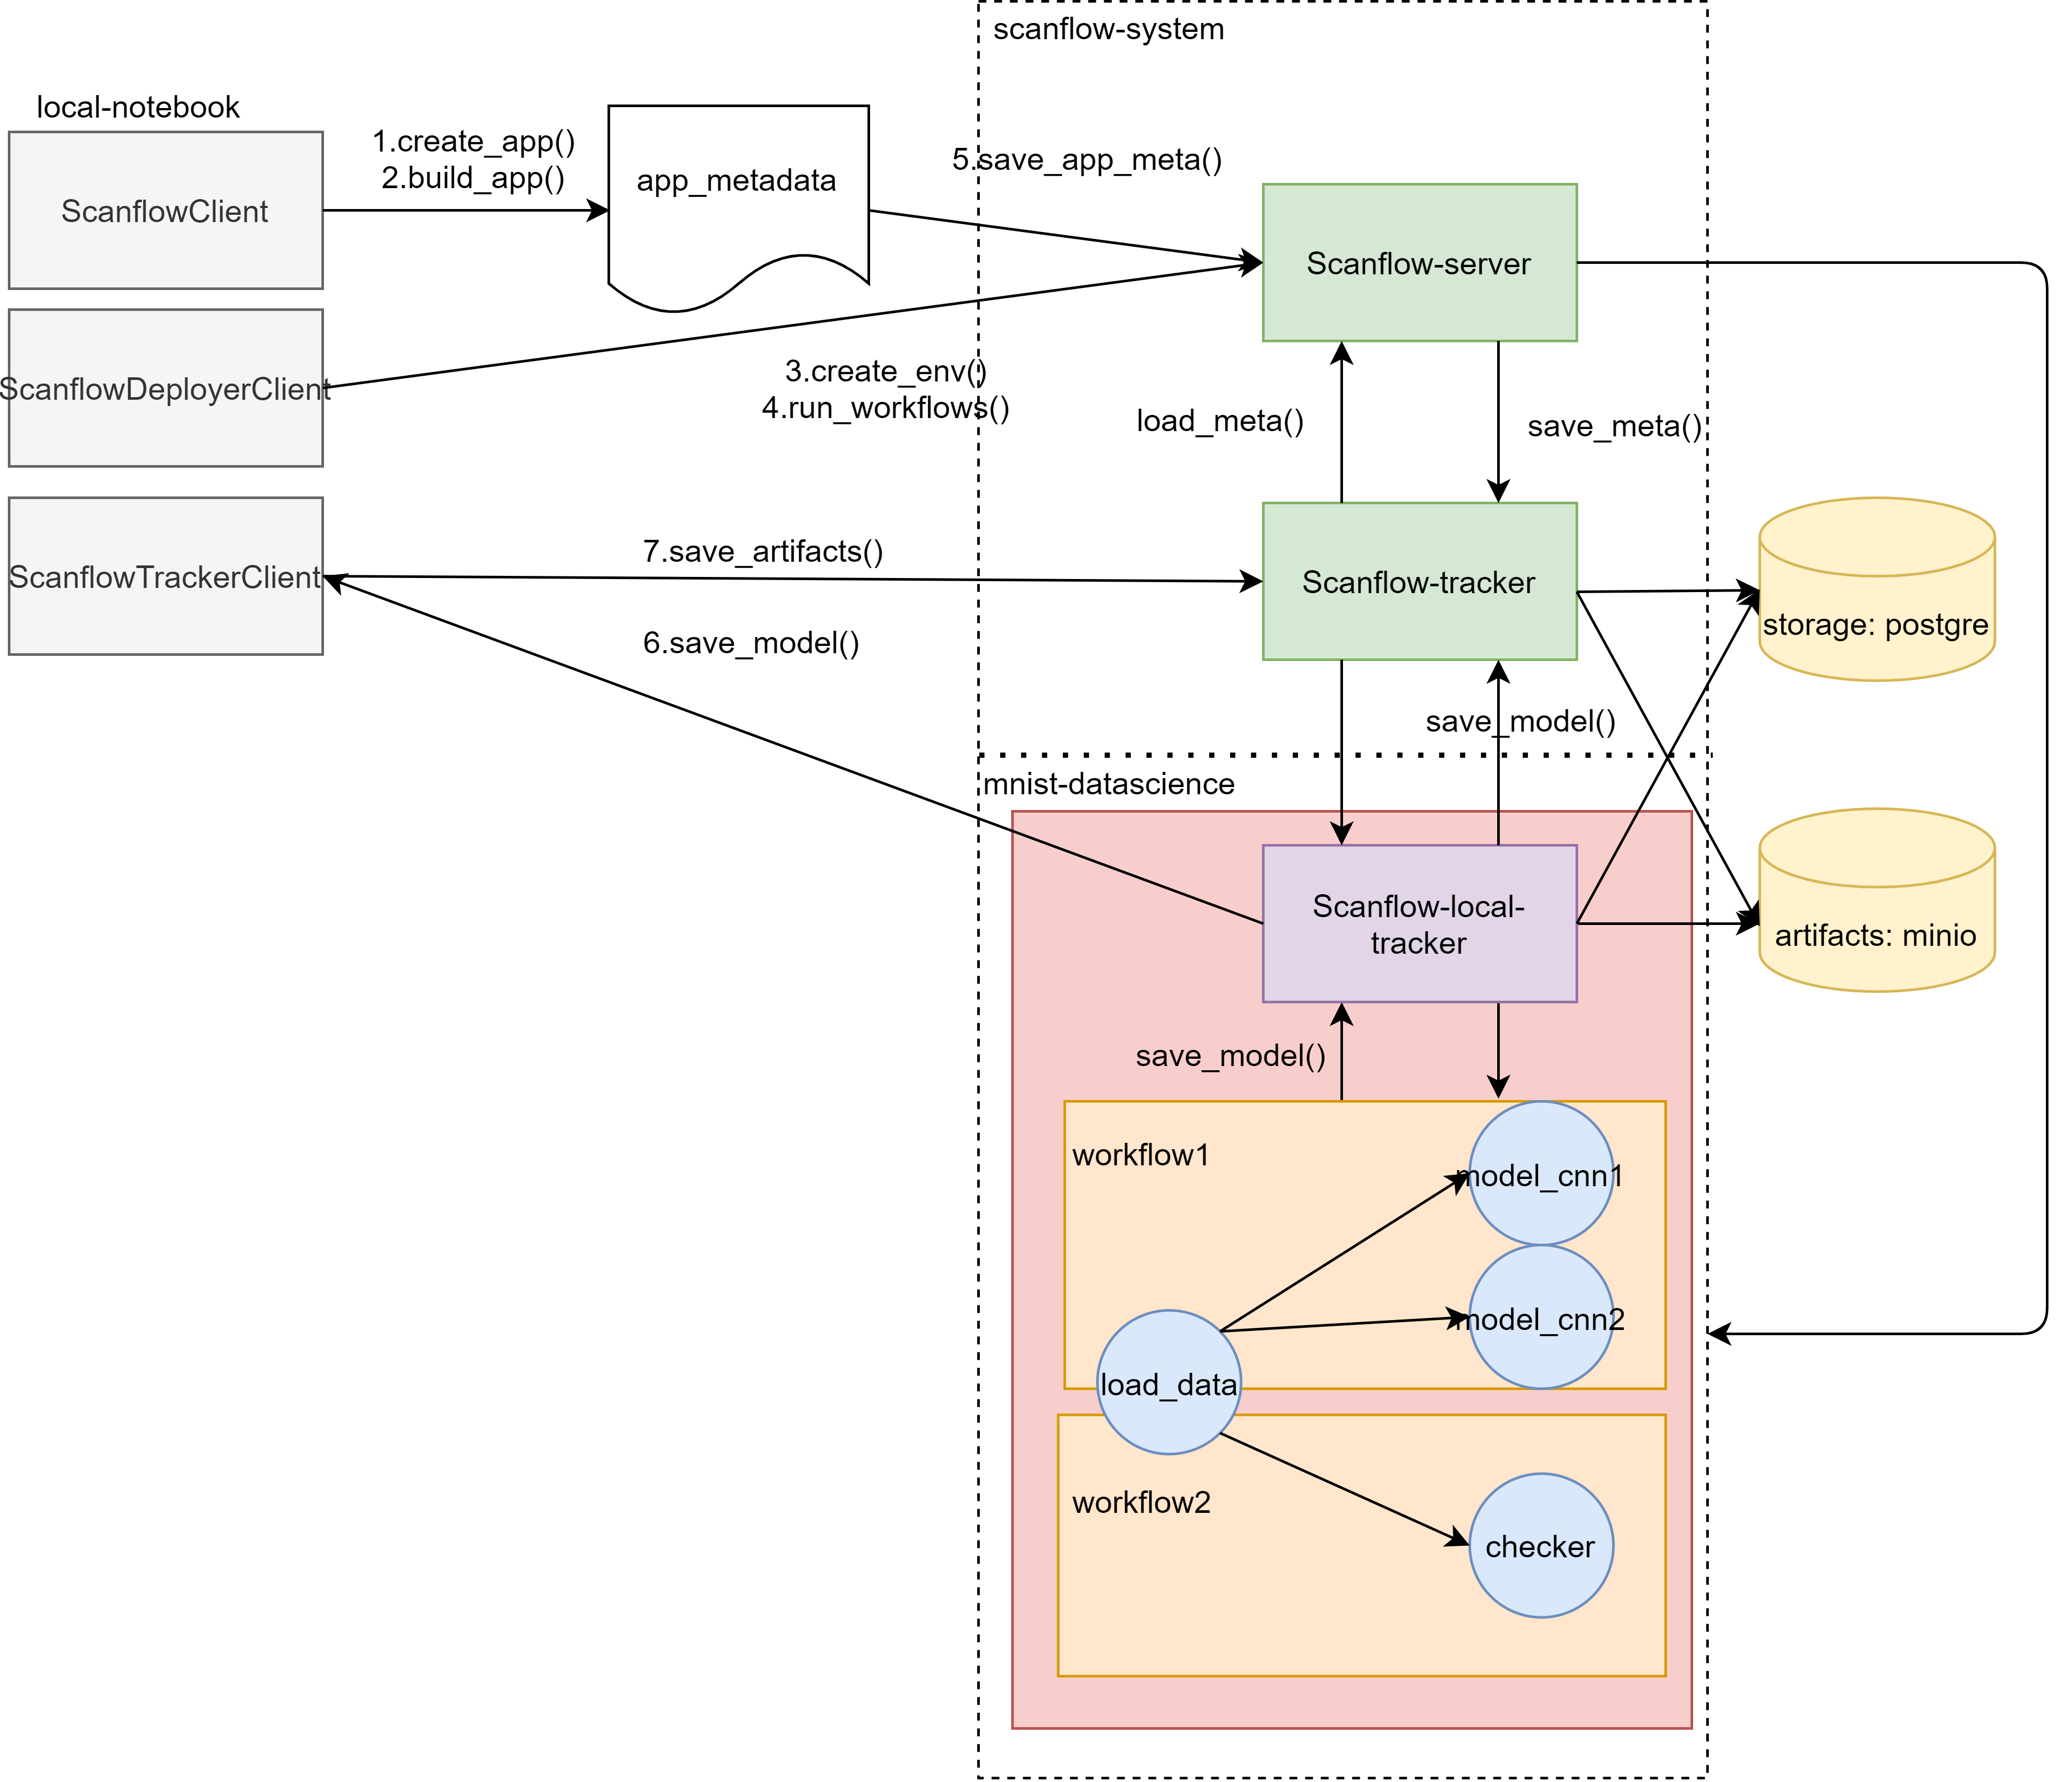 scanflow-system
local-notebook
1.create_app()
2.build_app()
ScanflowClient
app_metadata
5.save_app_meta()
Scanflow-server
ScanflowDeployerClient
3.create_env()
4.run_workflows()
load_meta()
save_meta()
ScanflowTrackerClient
7.save_artifacts()
Scanflow-tracker
storage: postgre
6.save_model()
save_model()
mnist-datascience
Scanflow-local-
tracker
artifacts: minio
save_model()
workflow1
model_cnn1
model_cnn2
load_data
workflow2
checker